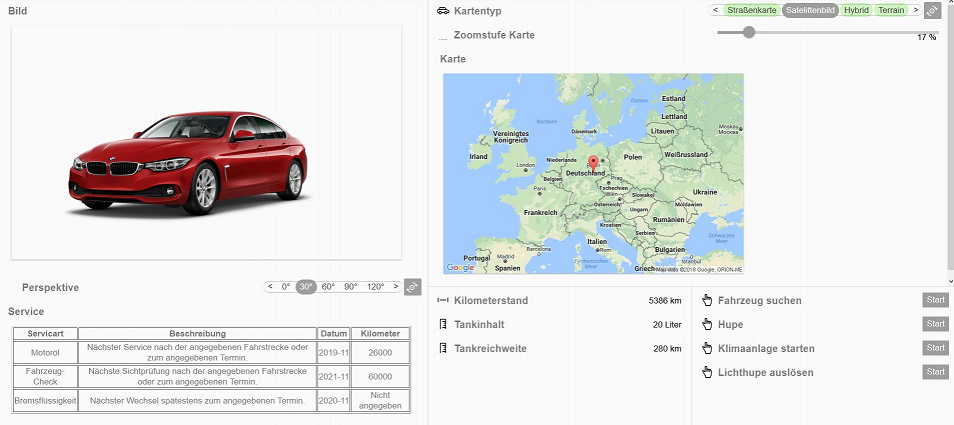 Bild
Perspektive
< 0° 30° 60° 90° 120° >
Service
Servicart Beschreibung Datum Kilometer
Motoröl Nächster Service nach der angegebenen Fahrstrecke oder zum angegebenen Termin. 2019-11 26000
Fahrzeug-Check Nächste Sichtprüfung nach der angegebenen Fahrstrecke oder zum angegebenen Termin. 2021-11 60000
Bremsflüssigkeit Nächster Wechsel spätestens zum angegebenen Termin. 2020-11 Nicht angegeben
Kartentyp
< Straßenkarte Satelittenbild Hybrid Terrain >
Zoomstufe Karte
17 %
Karte
Ostsee
Estland
Nordsee
Lettland
Vereinigtes Königreich
Dänemark
Litauen
Москва
Moskau
Irland
London
Niederlande
Polen
Weißrussland
Belgien
Deutschland
Paris
Prag
Tschechien
Slowakei
Ukraine
Österreich
Ungarn
Moldawien
Frankreich
Kroatien
Rumänien
Serbien
Italien
Schwarzes Meer
Barcelona
Rom
Bulgarien
Portugal
Madrid
Spanien
Tyrrhenisches Meer
Istanbul
Griech
Google
Map data ©2018 Google, ORION-ME
Kilometerstand 5386 km
Tankinhalt 20 Liter
Tankreichweite 280 km
Fahrzeug suchen Start
Hupe Start
Klimaanlage starten Start
Lichthupe auslösen Start